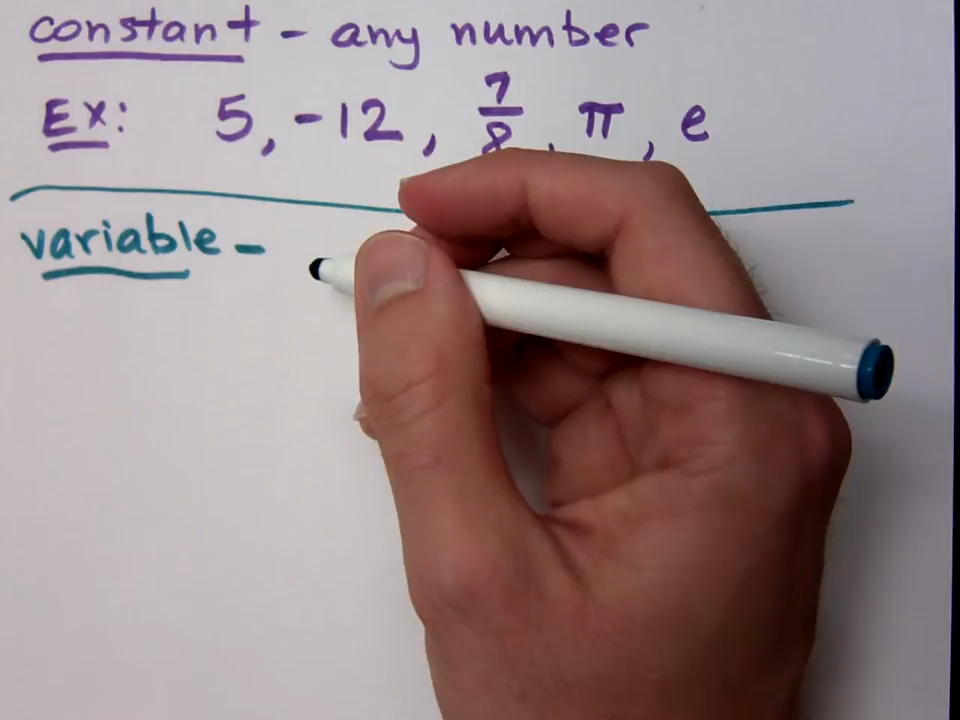 constant - any number
Ex: 5, -12, 7/8, π, e
variable -